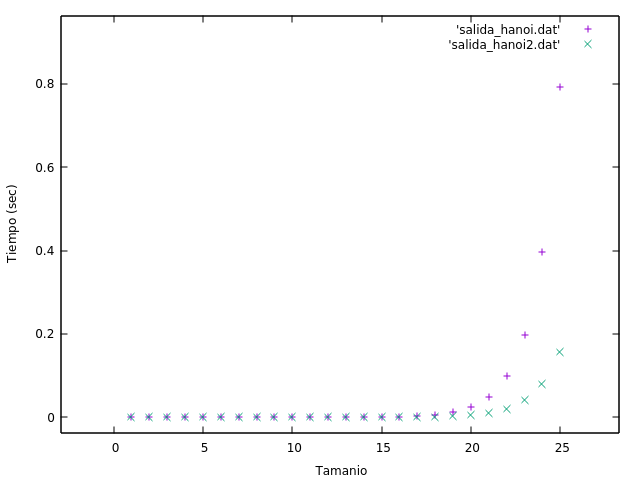 'salida_hanoi.dat'
'salida_hanoi2.dat'
0.8
0.6
0.4
0.2
0
Tiempo (sec)
0 5 10 15 20 25
Tamanio